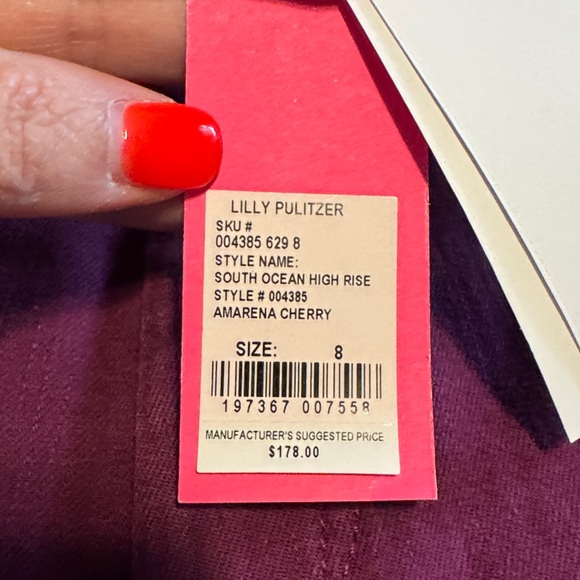 LILLY PULITZER
SKU #
004385 629 8
STYLE NAME:
SOUTH OCEAN HIGH RISE
STYLE # 004385
AMARENA CHERRY
SIZE: 8
197367 007558
MANUFACTURER'S SUGGESTED PRICE
$178.00